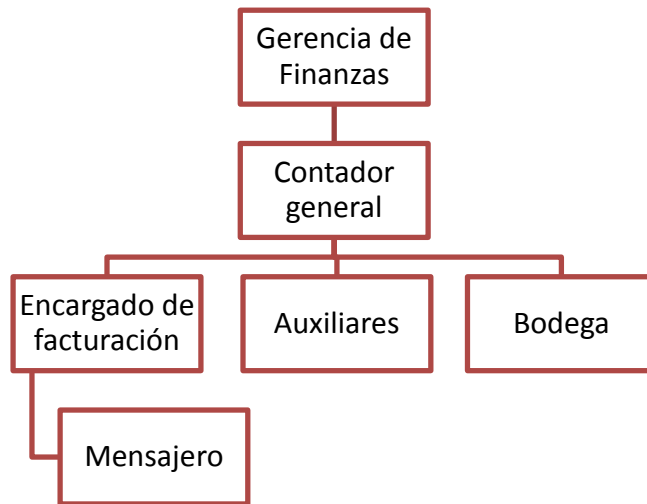 Gerencia de
Finanzas
Contador
general
Encargado de
facturación
Auxiliares
Bodega
Mensajero